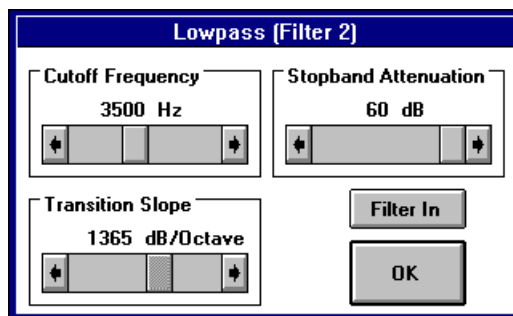 Lowpass (Filter 2)
Cutoff Frequency
3500 Hz
Stopband Attenuation
60 dB
Transition Slope
1365 dB/Octave
Filter In
OK